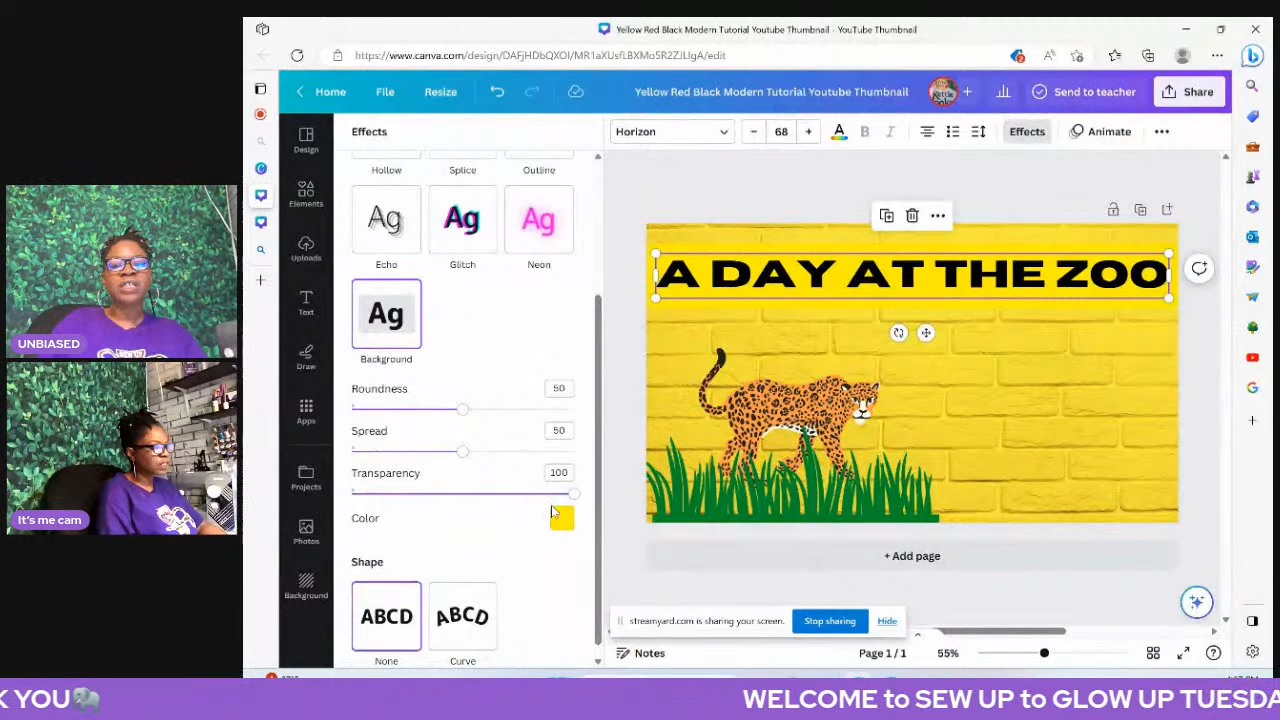 Yellow Red Black Modern Tutorial Youtube Thumbnail - YouTube Thumbnail
https://www.canva.com/design/DAFjHDbQXOI/MR1aXUsfLBXMo5R2ZJLlgA/edit
Home File Resize Yellow Red Black Modern Tutorial Youtube Thumbnail + Send to teacher Share
Design
Elements
Uploads
Text
Draw
Apps
Projects
Photos
Background
Effects
Hollow Splice Outline
Ag Ag Ag
Echo Glitch Neon
Ag
Background
Roundness 50
Spread 50
Transparency 100
Color
Shape
ABCD ABCD
None Curve
Horizon – 68 + A B I Effects Animate
A DAY AT THE ZOO
+ Add page
streamyard.com is sharing your screen. Stop sharing Hide
Notes Page 1 / 1 55%
UNBIASED
It's me cam
K YOU🐘 WELCOME to SEW UP to GLOW UP TUESDA